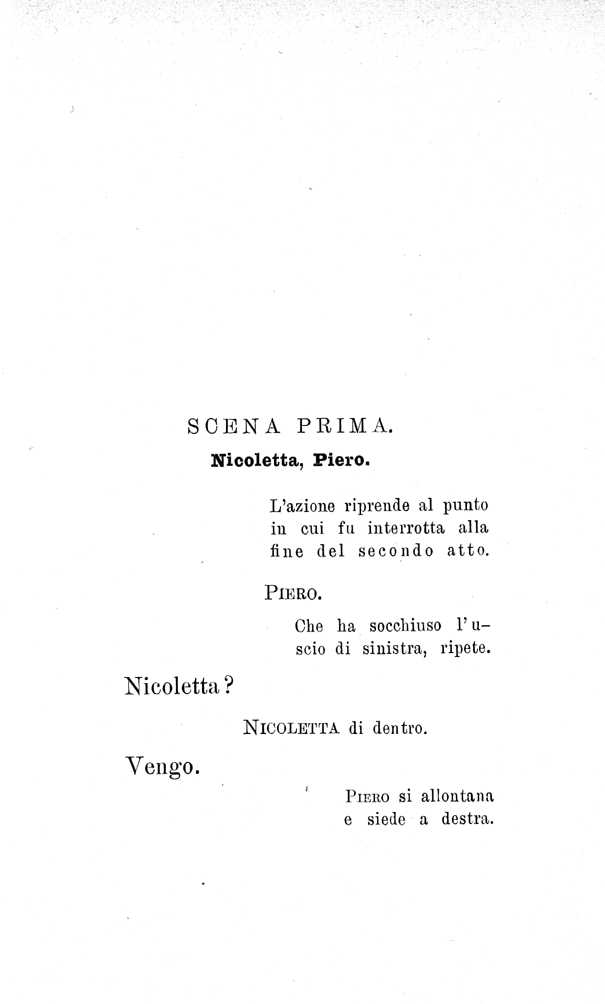 SCENA PRIMA.
Nicoletta, Piero.
L'azione riprende al punto
in cui fu interrotta alla
fine del secondo atto.
PIERO.
Che ha socchiuso l'u-
scio di sinistra, ripete.
Nicoletta?
NICOLETTA di dentro.
Vengo.
PIERO si allontana
e siede a destra.